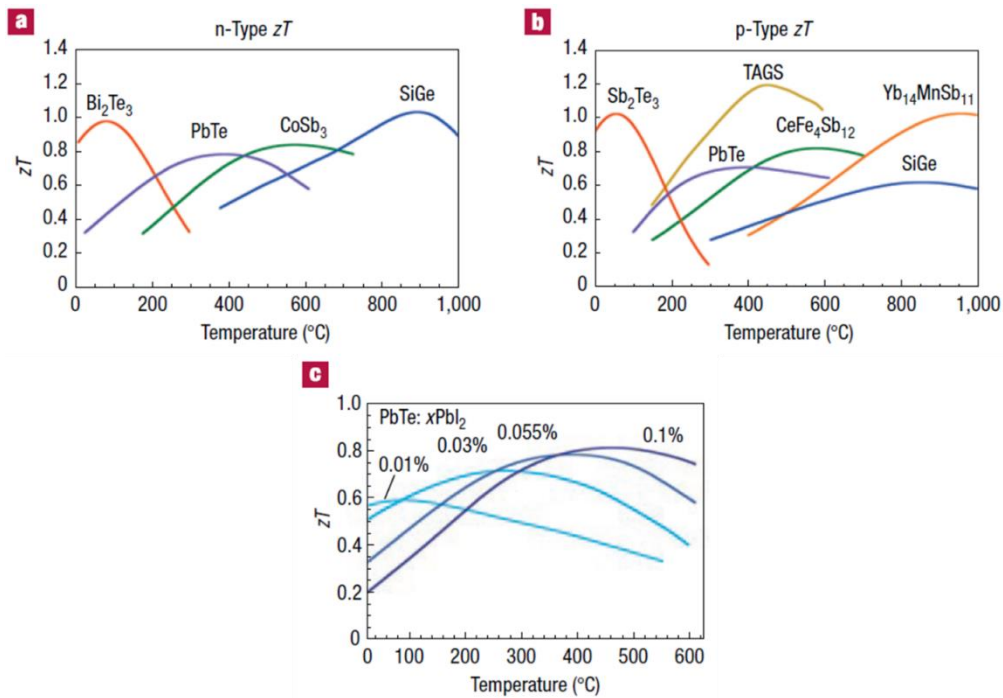 a
n-Type zT
1.4
1.2
1.0
0.8
0.6
0.4
0.2
0
zT
Bi₂Te₃
PbTe
CoSb₃
SiGe
0 200 400 600 800 1,000
Temperature (°C)
b
p-Type zT
1.4
1.2
1.0
0.8
0.6
0.4
0.2
0
zT
Sb₂Te₃
TAGS
PbTe
CeFe₄Sb₁₂
Yb₁₄MnSb₁₁
SiGe
0 200 400 600 800 1,000
Temperature (°C)
c
1.0
0.8
0.6
0.4
0.2
0
zT
PbTe: xPbI₂
0.01%
0.03%
0.055%
0.1%
0 100 200 300 400 500 600
Temperature (°C)